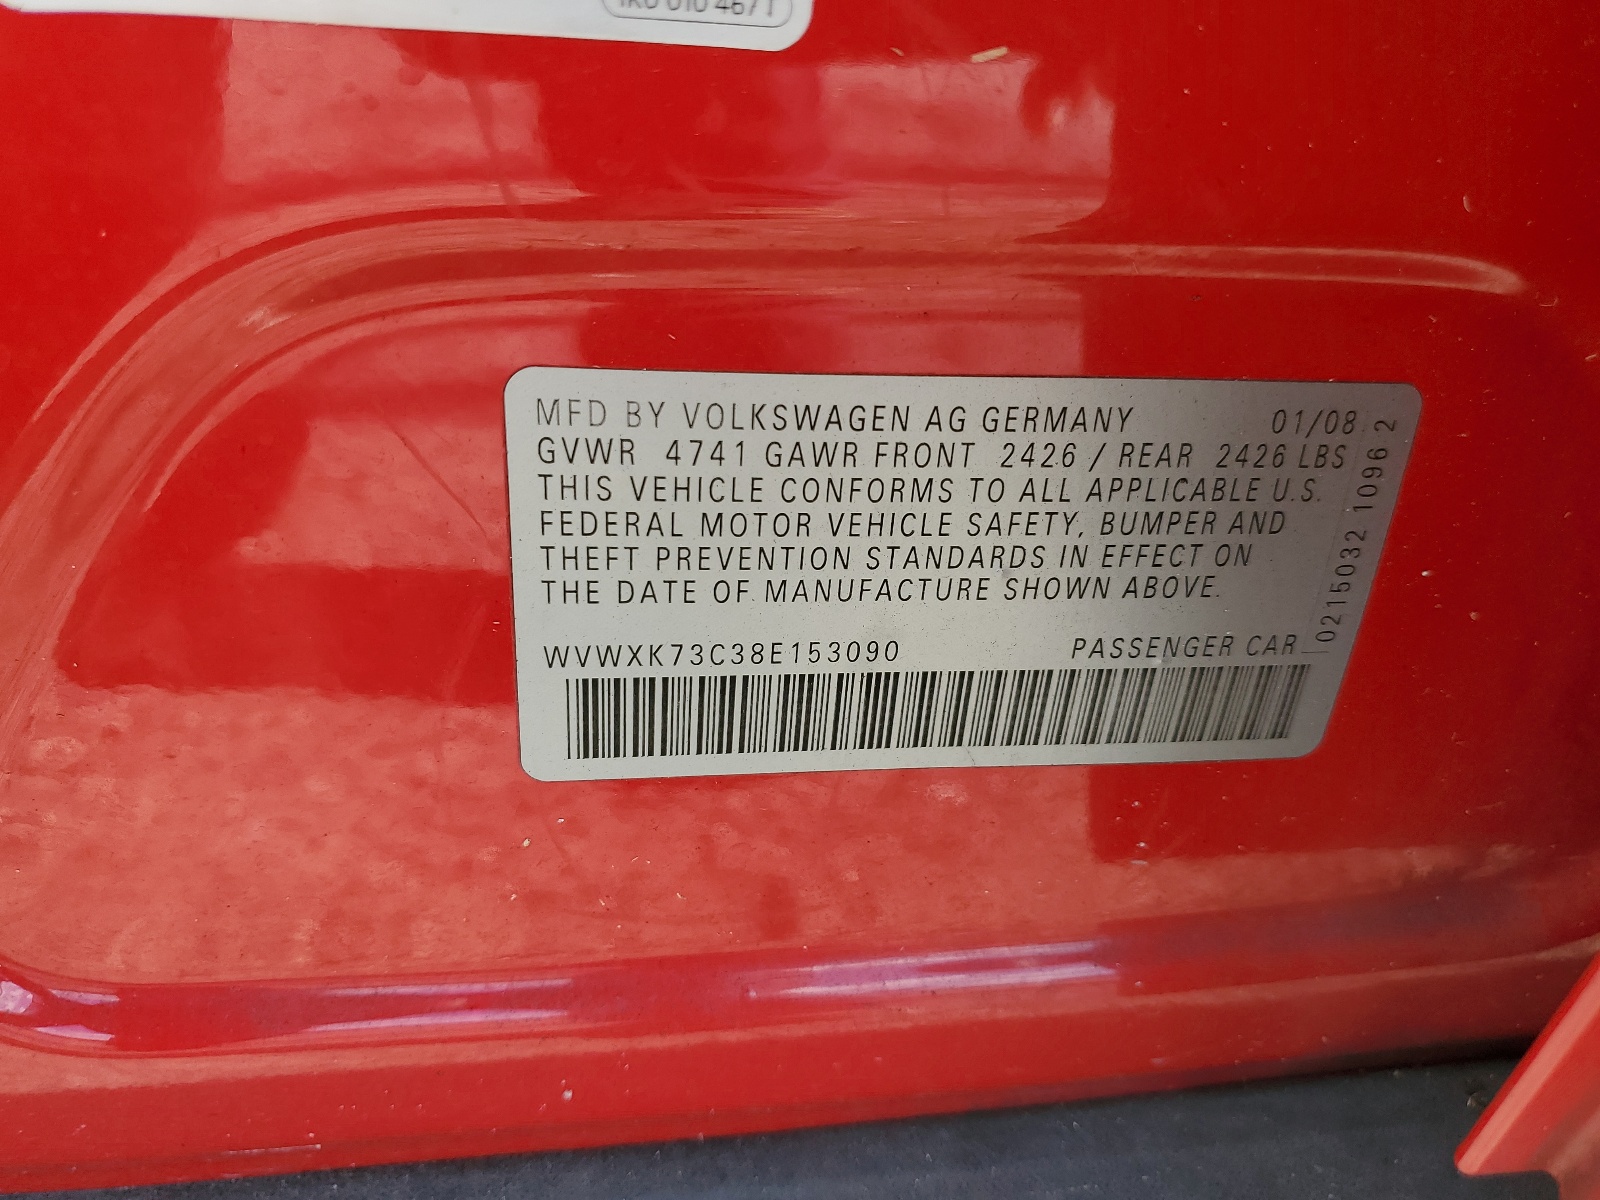 MFD BY VOLKSWAGEN AG GERMANY 01/08
GVWR 4741 GAWR FRONT 2426 / REAR 2426 LBS
THIS VEHICLE CONFORMS TO ALL APPLICABLE U.S.
FEDERAL MOTOR VEHICLE SAFETY, BUMPER AND
THEFT PREVENTION STANDARDS IN EFFECT ON
THE DATE OF MANUFACTURE SHOWN ABOVE.
WVWXK73C38E153090 PASSENGER CAR
0215032 1096 2